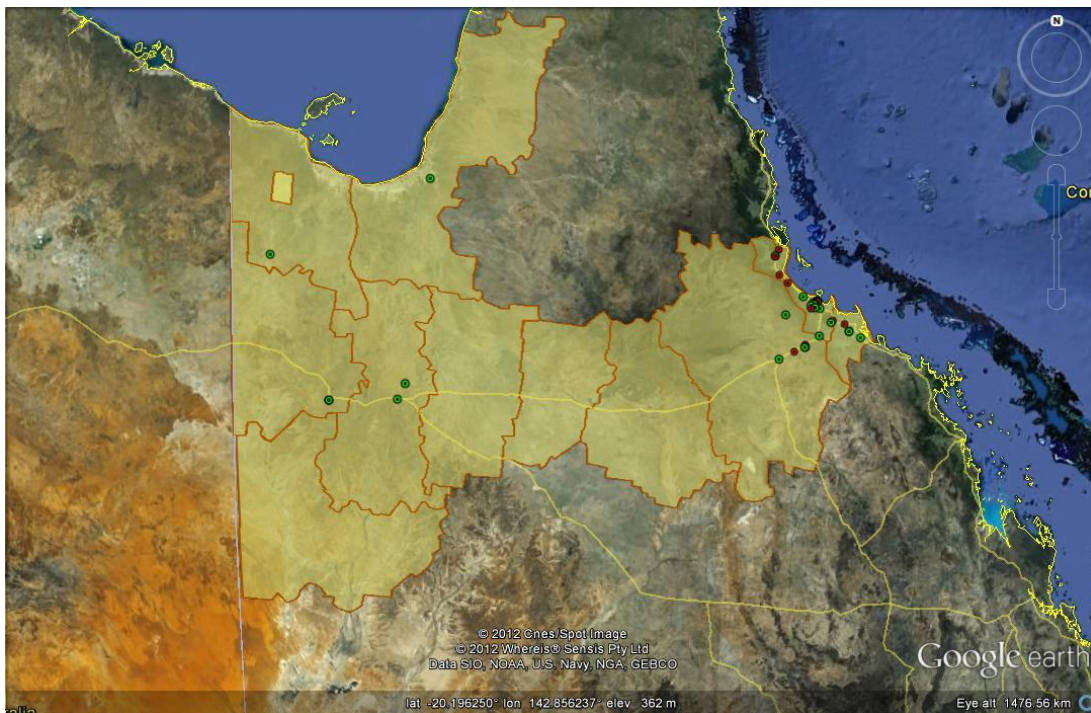 N
Co
© 2012 Cnes/Spot Image
© 2012 Whereis® Sensis Pty Ltd
Data SIO, NOAA, U.S. Navy, NGA, GEBCO
Google earth
lat -20.196250° lon 142.856237° elev 362 m
Eye alt 1476.56 km
ralia